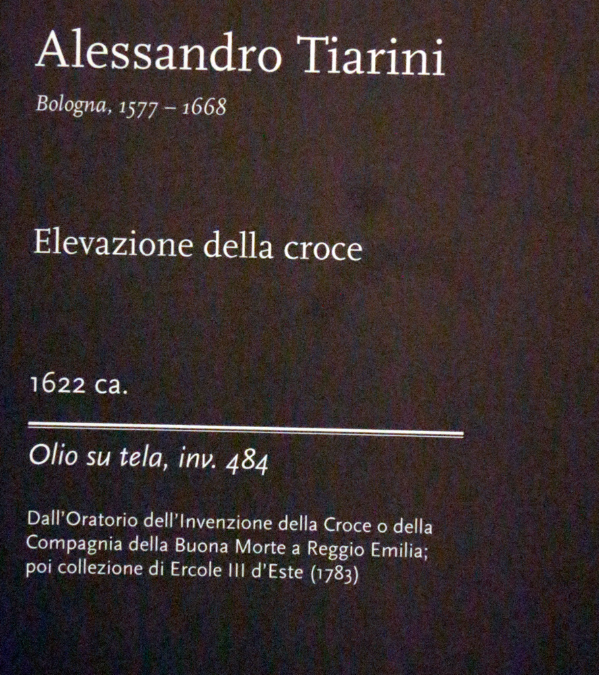 Alessandro Tiarini
Bologna, 1577 – 1668
Elevazione della croce
1622 ca.
Olio su tela, inv. 484
Dall'Oratorio dell'Invenzione della Croce o della
Compagnia della Buona Morte a Reggio Emilia;
poi collezione di Ercole III d'Este (1783)